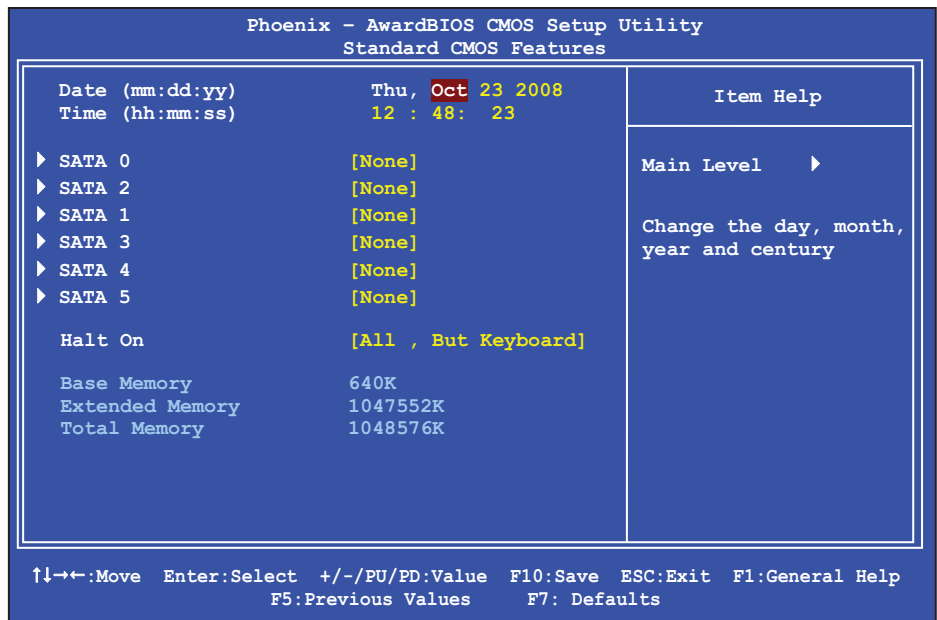 Phoenix – AwardBIOS CMOS Setup Utility
Standard CMOS Features
Date (mm:dd:yy) Thu, Oct 23 2008
Time (hh:mm:ss) 12 : 48: 23
SATA 0 [None]
SATA 2 [None]
SATA 1 [None]
SATA 3 [None]
SATA 4 [None]
SATA 5 [None]
Halt On [All , But Keyboard]
Base Memory 640K
Extended Memory 1047552K
Total Memory 1048576K
Item Help
Main Level
Change the day, month,
year and century
↑↓→←:Move Enter:Select +/-/PU/PD:Value F10:Save ESC:Exit F1:General Help
F5:Previous Values F7: Defaults